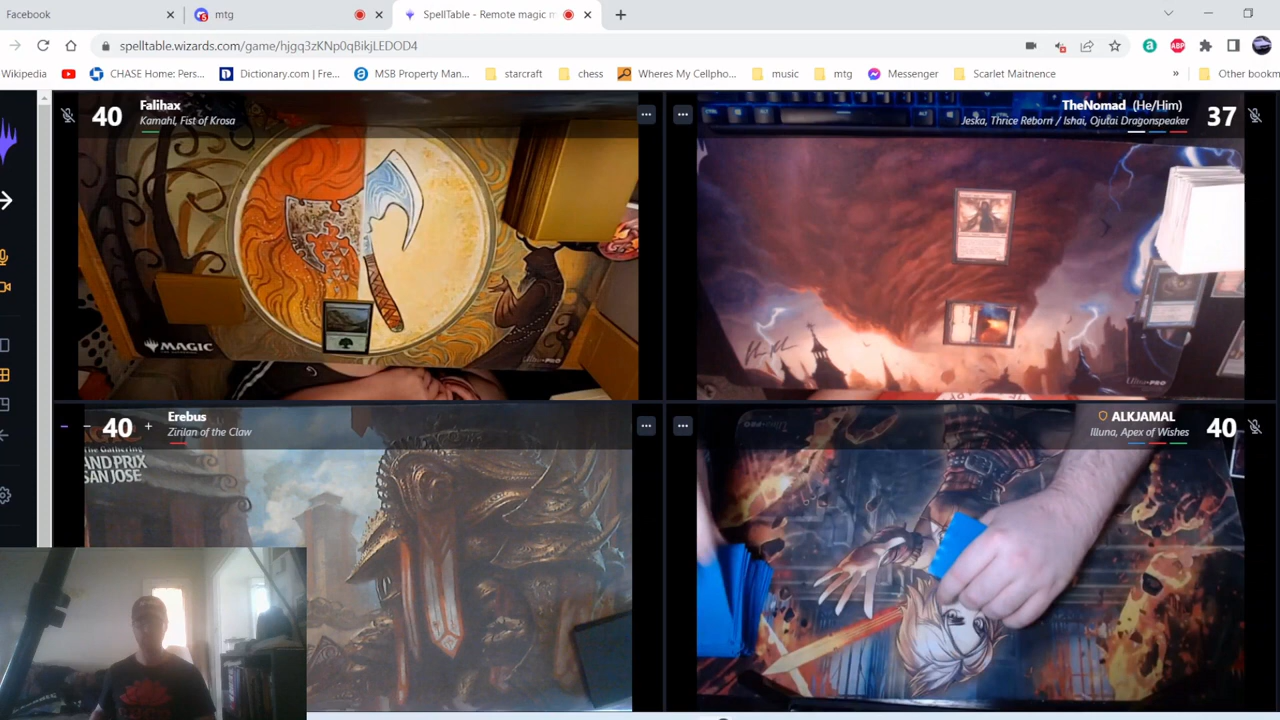 Facebook
mtg
SpellTable - Remote magic m
spelltable.wizards.com/game/hjgq3zKNp0qBikjLEDOD4
Wikipedia
CHASE Home: Pers...
Dictionary.com | Fre...
MSB Property Man...
starcraft
chess
Wheres My Cellpho...
music
mtg
Messenger
Scarlet Maitnence
»
Other bookm
40
Falihax
Kamahl, Fist of Krosa
TheNomad (He/Him)
Jeska, Thrice Reborn / Ishai, Ojutai Dragonspeaker
37
MAGIC
40
Erebus
Zirilan of the Claw
The Gathering
AND PRIX
SAN JOSE
ALKJAMAL
Illuna, Apex of Wishes
40